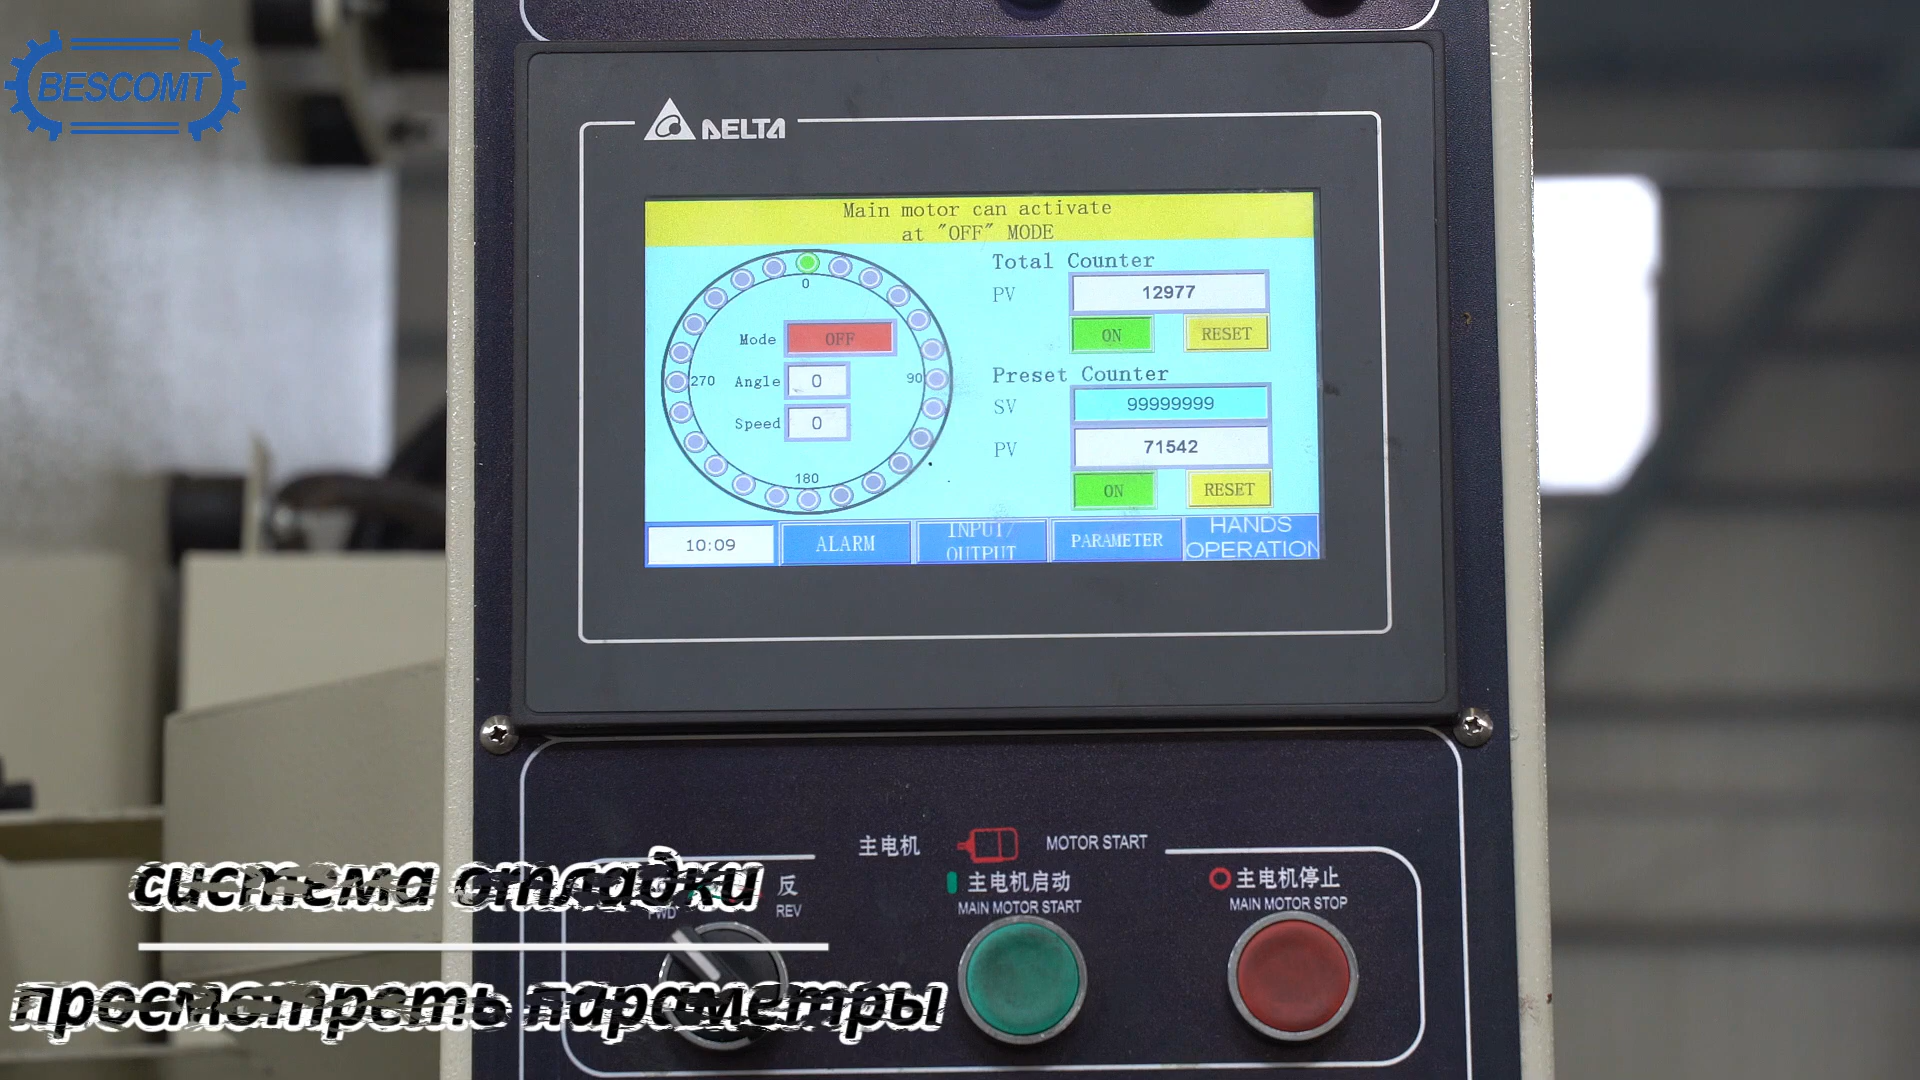 BESCOMT
DELTA
Main motor can activate
at "OFF" MODE
Total Counter
PV 12977
ON RESET
Preset Counter
SV 99999999
PV 71542
ON RESET
0
90
180
270
Mode OFF
Angle 0
Speed 0
10:09 ALARM INPUT/ OUTPUT PARAMETER HANDS OPERATION
主电机 MOTOR START
反
REV
FWD
主电机启动
MAIN MOTOR START
主电机停止
MAIN MOTOR STOP
система отладки
просмотреть параметры